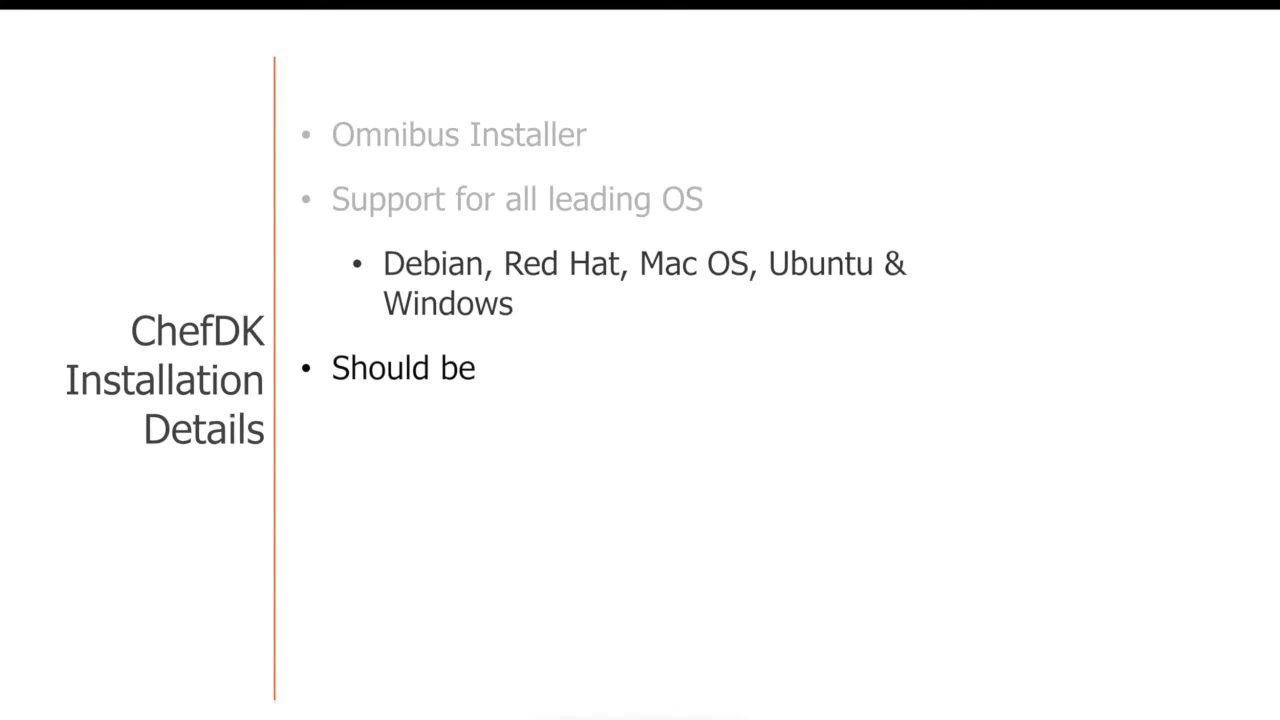 ChefDK
Installation
Details
• Omnibus Installer
• Support for all leading OS
• Debian, Red Hat, Mac OS, Ubuntu &
Windows
• Should be